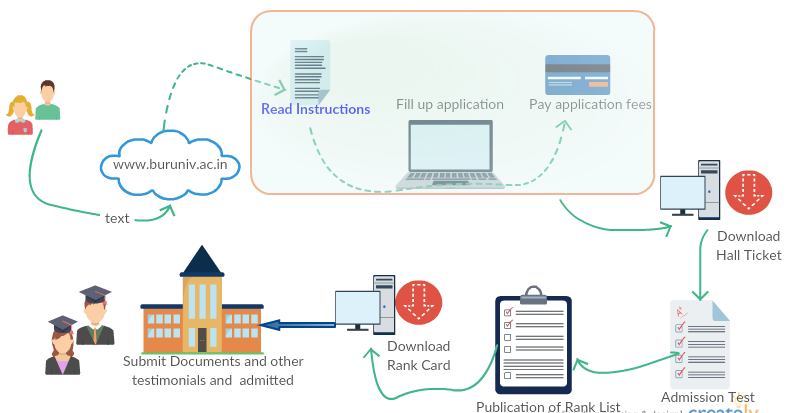 Read Instructions
Fill up application
Pay application fees
www.buruniv.ac.in
text
Download
Hall Ticket
Download
Rank Card
Submit Documents and other
testimonials and admitted
Publication of Rank List
Admission Test
creately